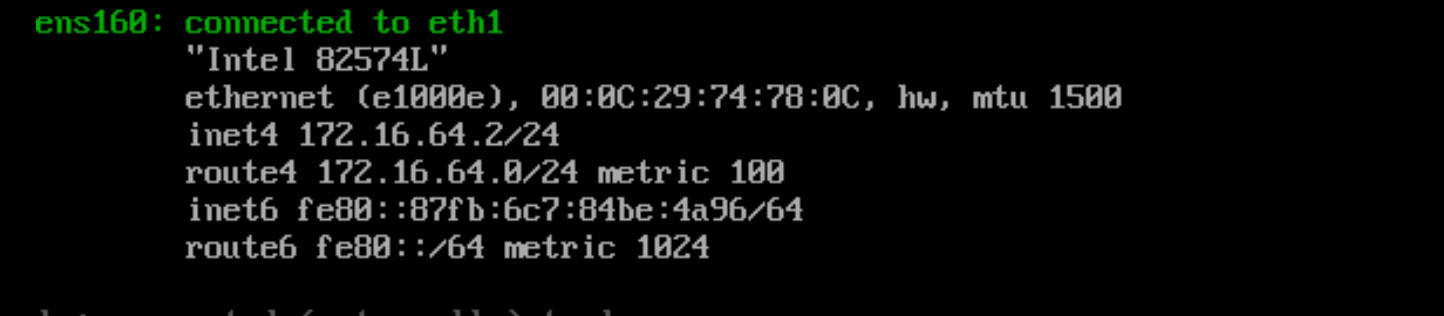 ens160: connected to eth1
"Intel 82574L"
ethernet (e1000e), 00:0C:29:74:78:0C, hw, mtu 1500
inet4 172.16.64.2/24
route4 172.16.64.0/24 metric 100
inet6 fe80::87fb:6c7:84be:4a96/64
route6 fe80::/64 metric 1024